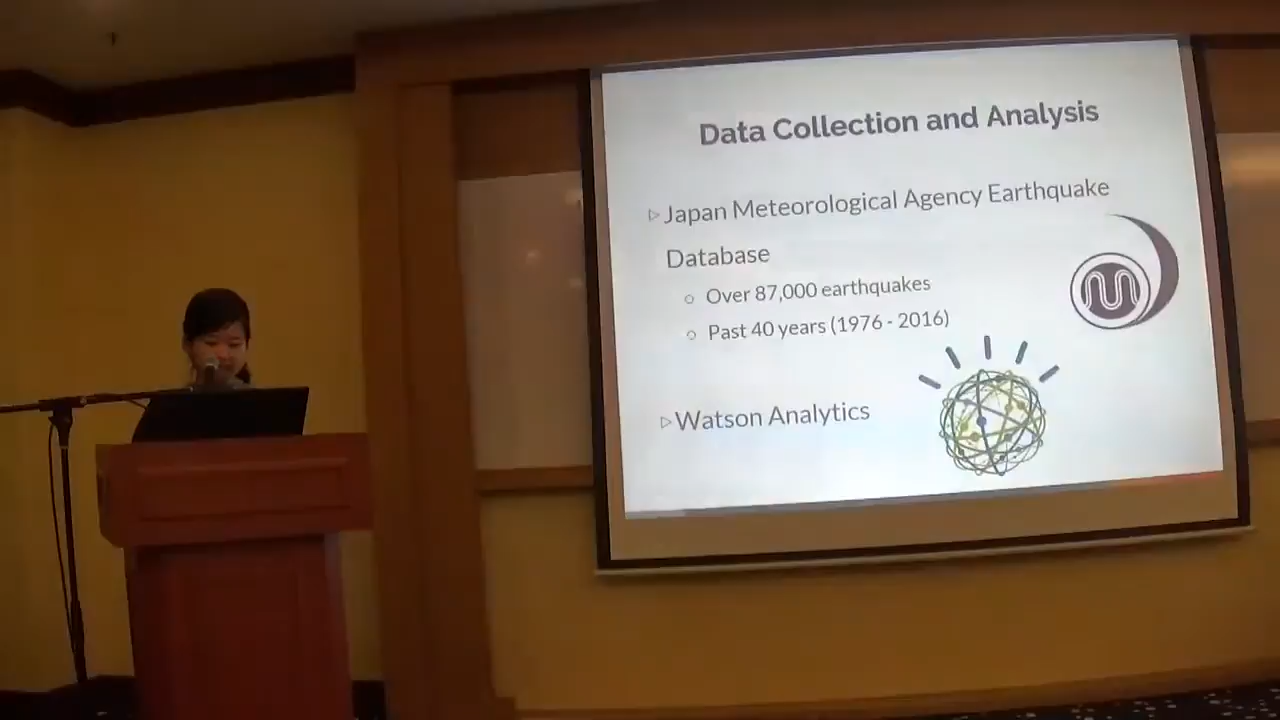 Data Collection and Analysis
▷ Japan Meteorological Agency Earthquake
Database
○ Over 87,000 earthquakes
○ Past 40 years (1976 - 2016)
▷ Watson Analytics